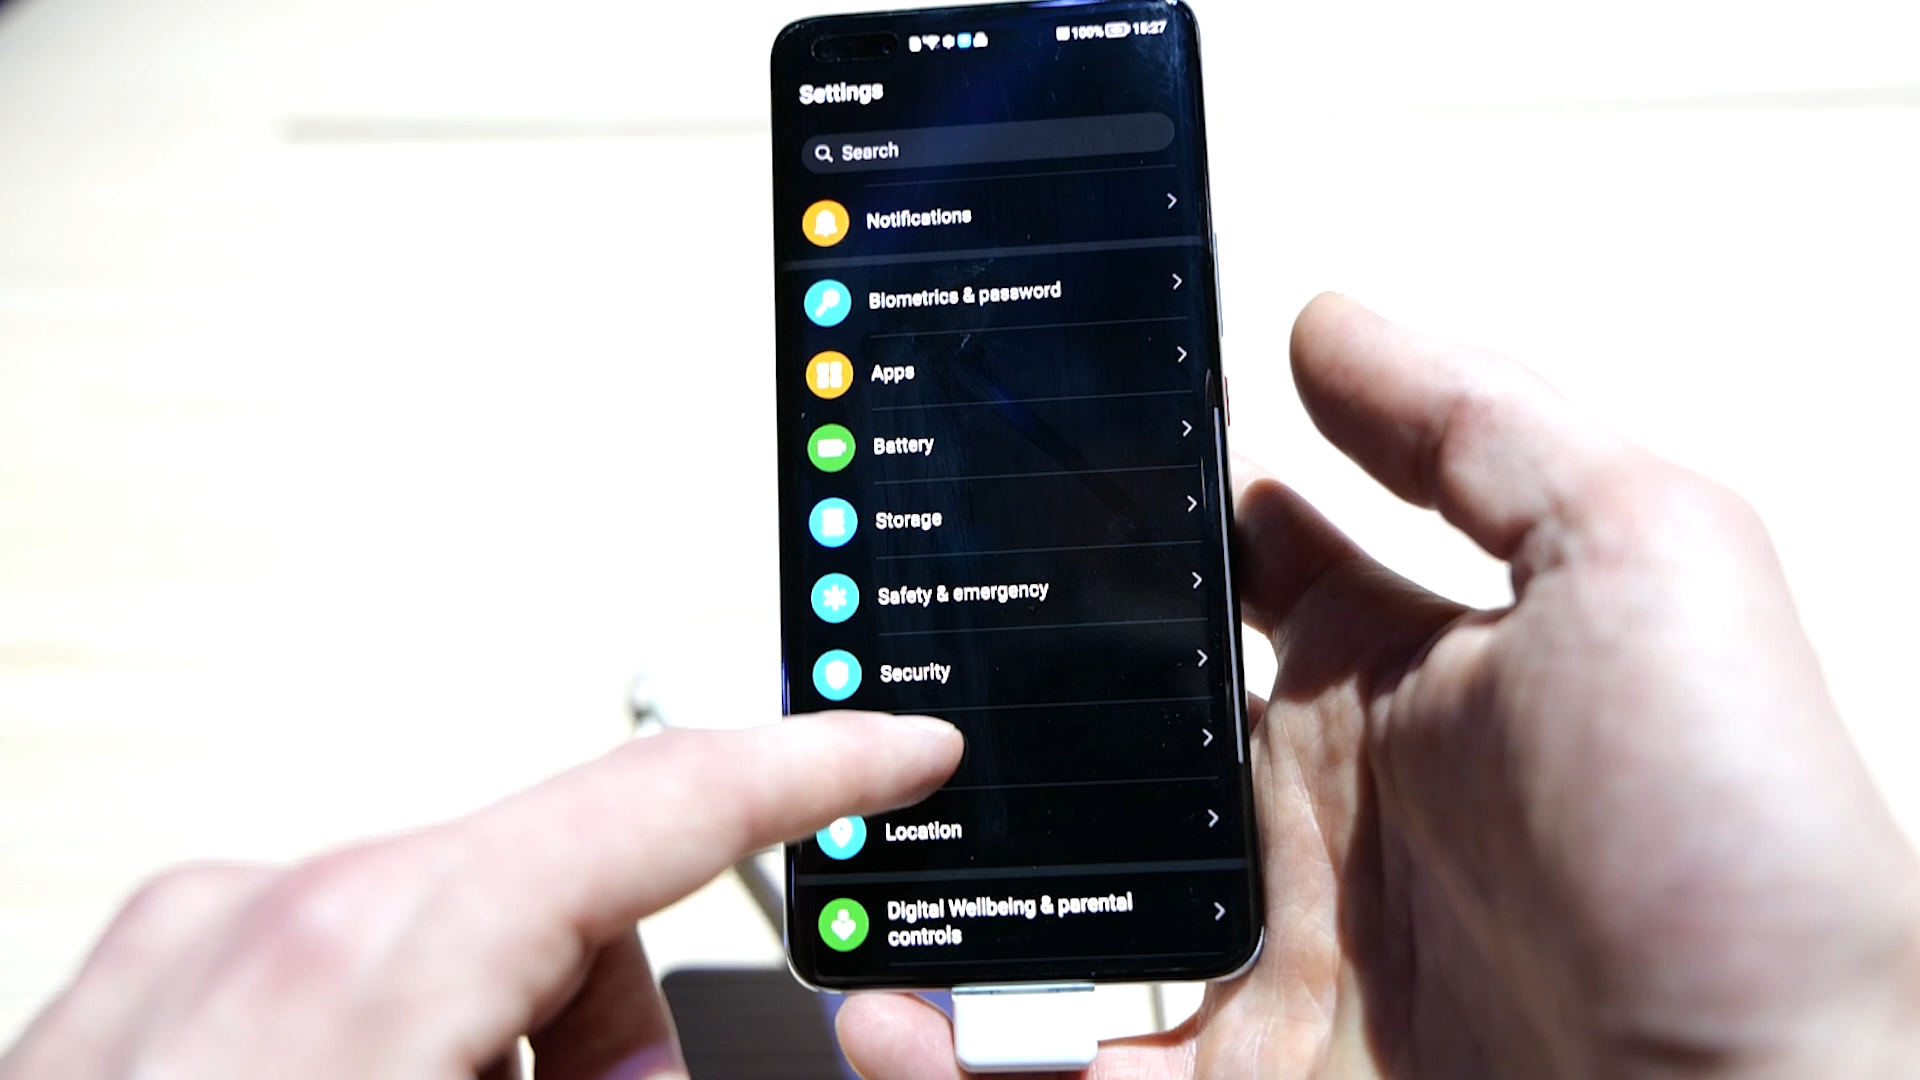 100% 15:27
Settings
Search
Notifications
Biometrics & password
Apps
Battery
Storage
Safety & emergency
Security
Location
Digital Wellbeing & parental
controls